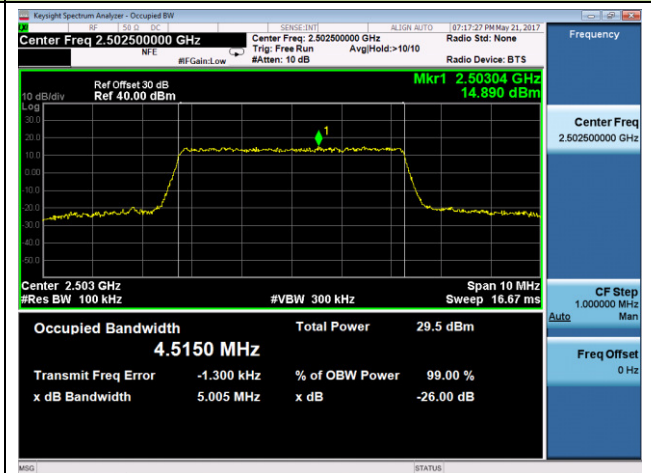 Keysight Spectrum Analyzer - Occupied BW
RF 50 Ω DC SENSE:INT ALIGN AUTO 07:17:27 PM May 21, 2017
Center Freq 2.502500000 GHz Center Freq: 2.502500000 GHz Radio Std: None Frequency
NFE Trig: Free Run Avg|Hold:>10/10
#IFGain:Low #Atten: 10 dB Radio Device: BTS
Ref Offset 30 dB Mkr1 2.50304 GHz
10 dB/div Ref 40.00 dBm 14.890 dBm
Log
30.0
20.0
10.0
0.00
-10.0
-20.0
-30.0
-40.0
-50.0
1
Center Freq
2.502500000 GHz
Center 2.503 GHz Span 10 MHz
#Res BW 100 kHz #VBW 300 kHz Sweep 16.67 ms
CF Step
1.000000 MHz
Auto Man
Occupied Bandwidth Total Power 29.5 dBm
4.5150 MHz
Transmit Freq Error -1.300 kHz % of OBW Power 99.00 %
x dB Bandwidth 5.005 MHz x dB -26.00 dB
Freq Offset
0 Hz
MSG STATUS